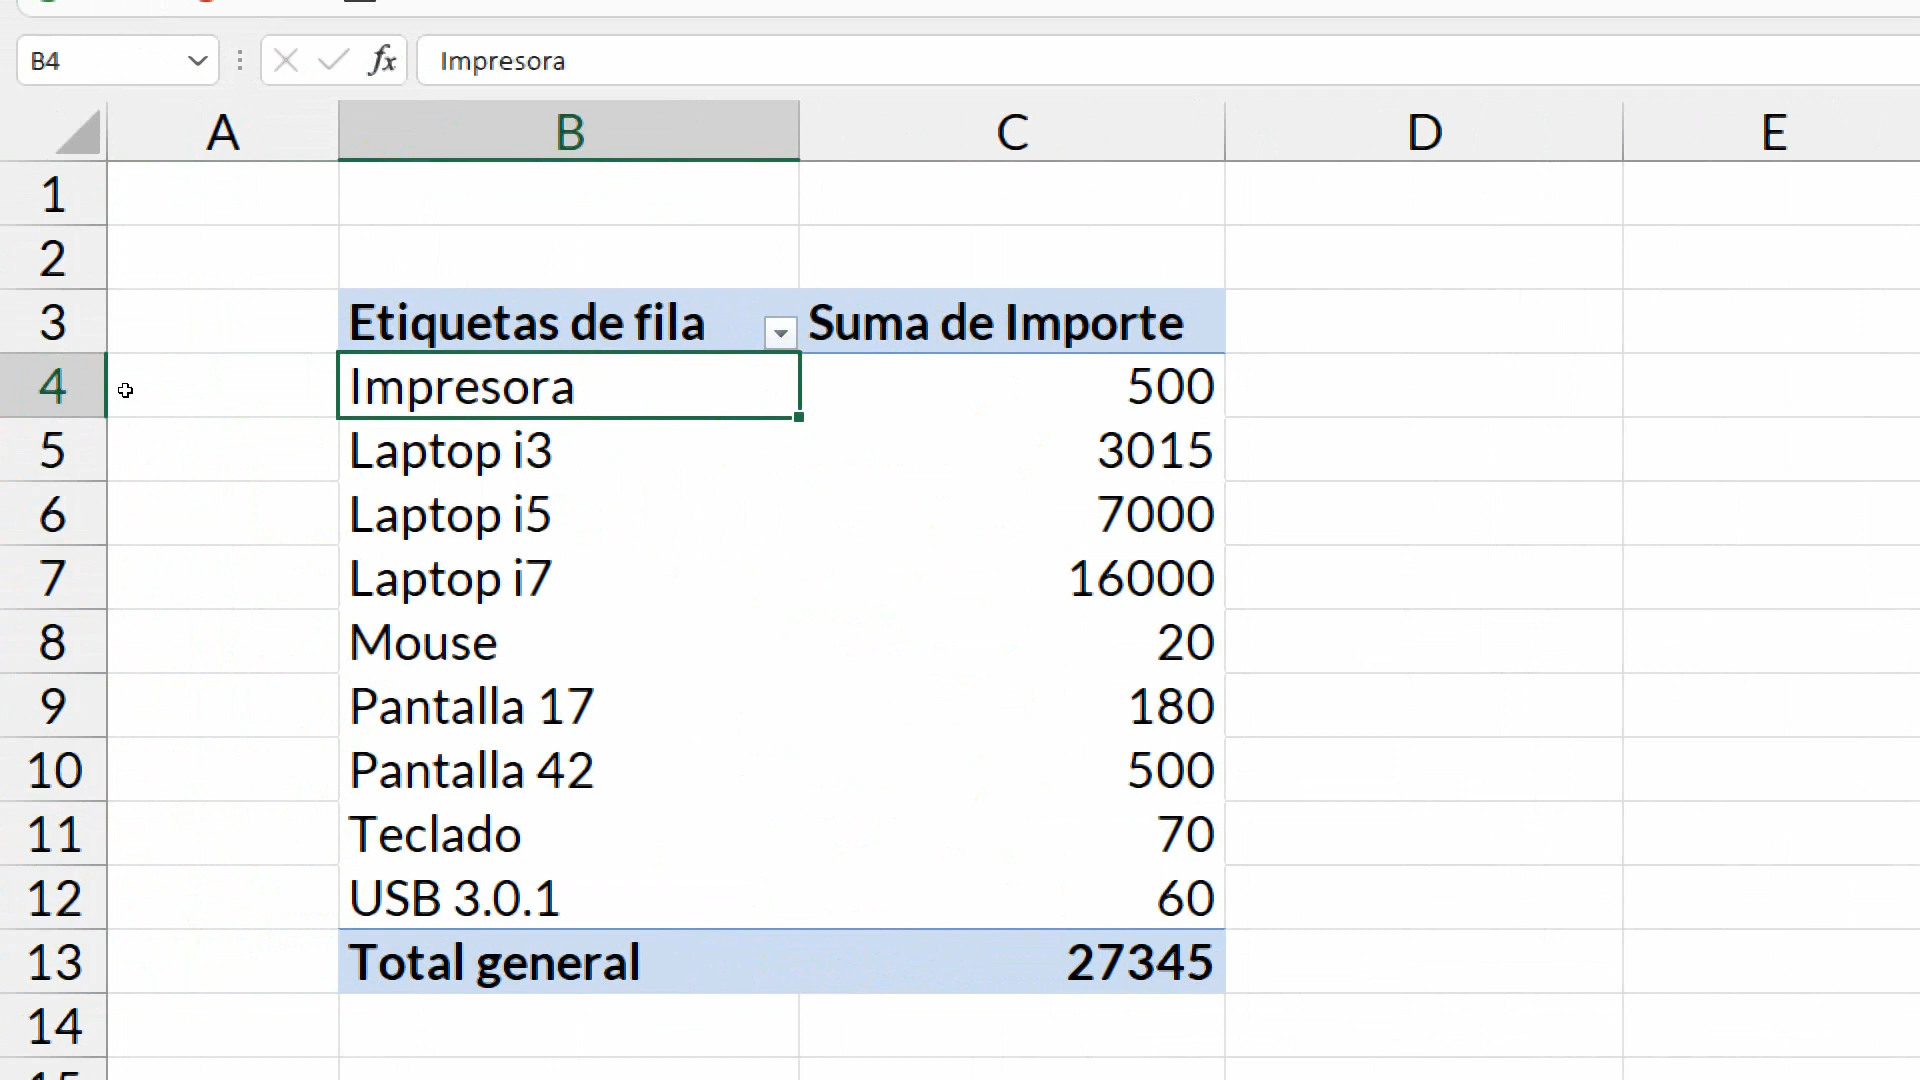 B4 fx Impresora
A B C D E
1
2
3 Etiquetas de fila Suma de Importe
4 Impresora 500
5 Laptop i3 3015
6 Laptop i5 7000
7 Laptop i7 16000
8 Mouse 20
9 Pantalla 17 180
10 Pantalla 42 500
11 Teclado 70
12 USB 3.0.1 60
13 Total general 27345
14
15